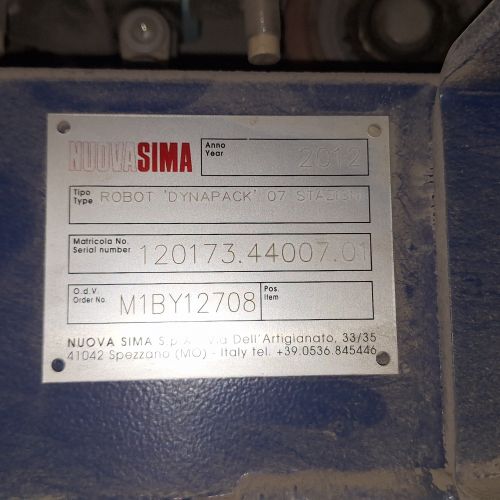 NUOVASIMA
Anno
Year
2012
Tipo
Type
ROBOT 'DYNAPACK' 07
Matricola No.
Serial number
120173.44007.01
O.d.V.
Order No.
M1BY12708
Pos.
Item
NUOVA SIMA S.p.A. Via Dell'Artigianato, 33/35
41042 Spezzano (MO) - Italy tel. +39.0536.845446